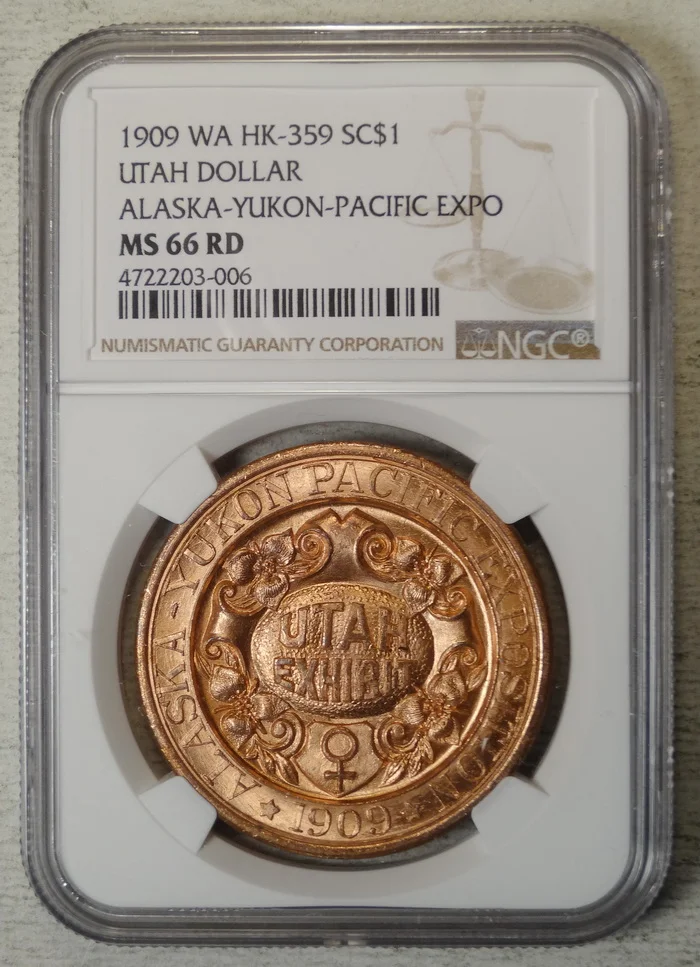 1909 WA HK-359 SC$1
UTAH DOLLAR
ALASKA-YUKON-PACIFIC EXPO
MS 66 RD
4722203-006
NUMISMATIC GUARANTY CORPORATION
NGC®
ALASKA-YUKON PACIFIC EXPOSITION
UTAH
EXHIBIT
1909